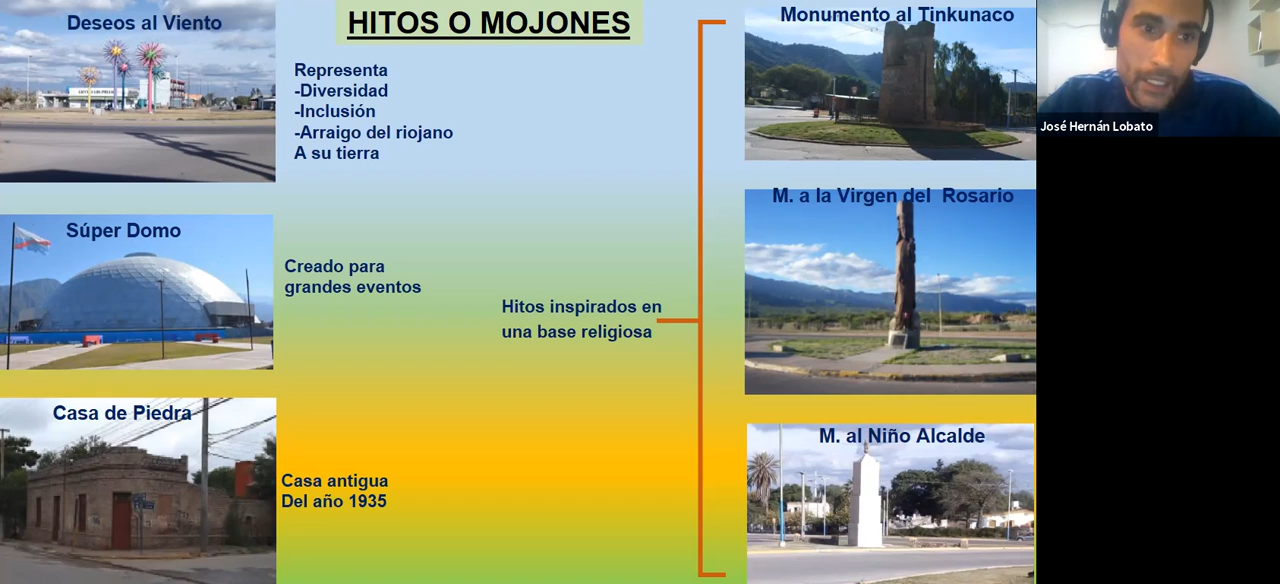 HITOS O MOJONES
Deseos al Viento
Representa
-Diversidad
-Inclusión
-Arraigo del riojano
A su tierra
Súper Domo
Creado para
grandes eventos
Casa de Piedra
Casa antigua
Del año 1935
Hitos inspirados en
una base religiosa
Monumento al Tinkunaco
M. a la Virgen del Rosario
M. al Niño Alcalde
José Hernán Lobato